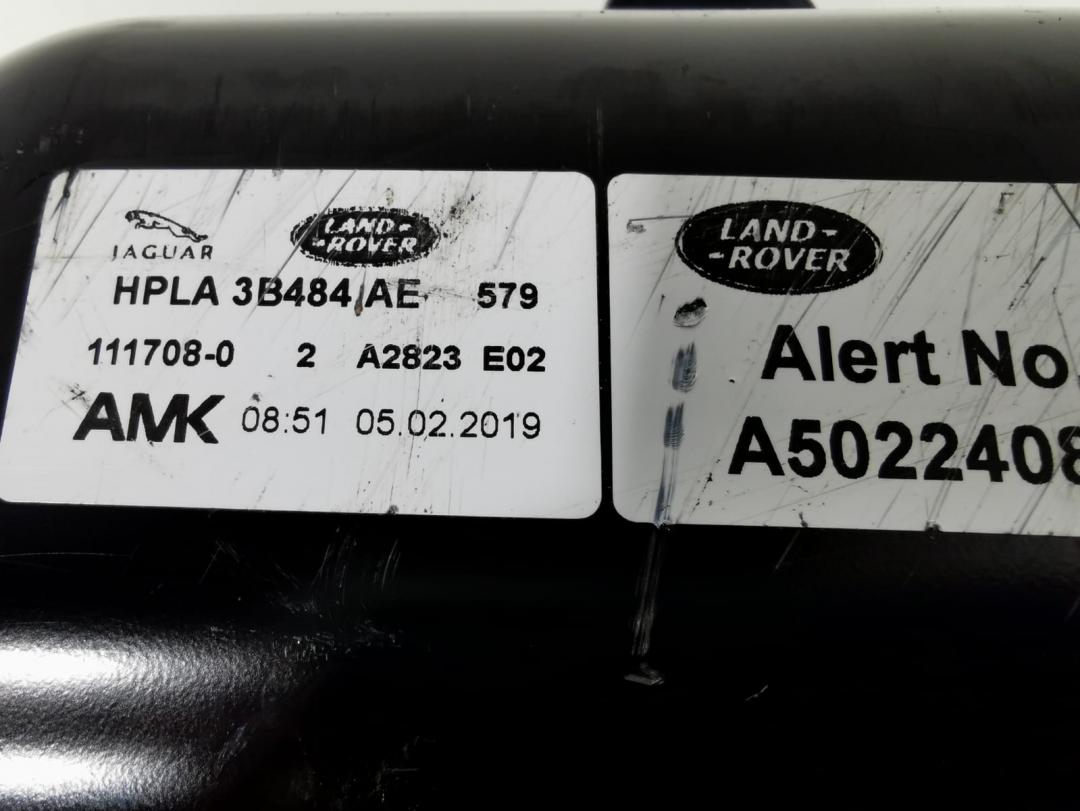 JAGUAR
LAND-
-ROVER
HPLA 3B484 AE 579
111708-0 2 A2823 E02
AMK 08:51 05.02.2019
LAND-
-ROVER
Alert No.
A5022408